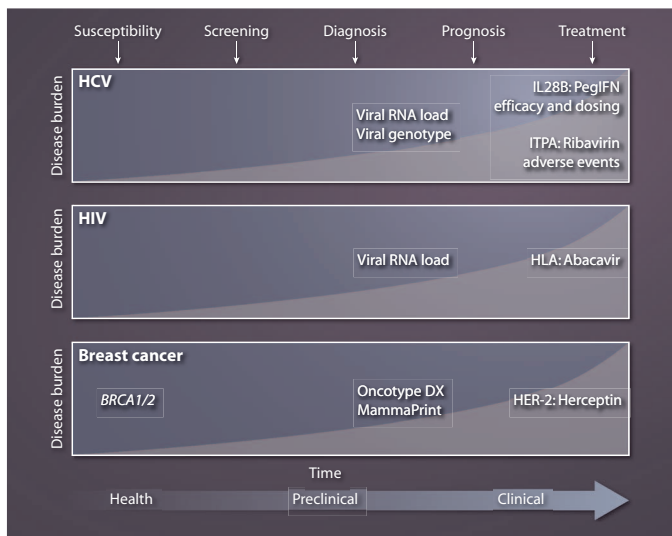 Susceptibility Screening Diagnosis Prognosis Treatment
Disease burden
HCV
Viral RNA load
Viral genotype
IL28B: PegIFN
efficacy and dosing
ITPA: Ribavirin
adverse events
Disease burden
HIV
Viral RNA load
HLA: Abacavir
Disease burden
Breast cancer
BRCA1/2
Oncotype DX
MammaPrint
HER-2: Herceptin
Time
Health Preclinical Clinical